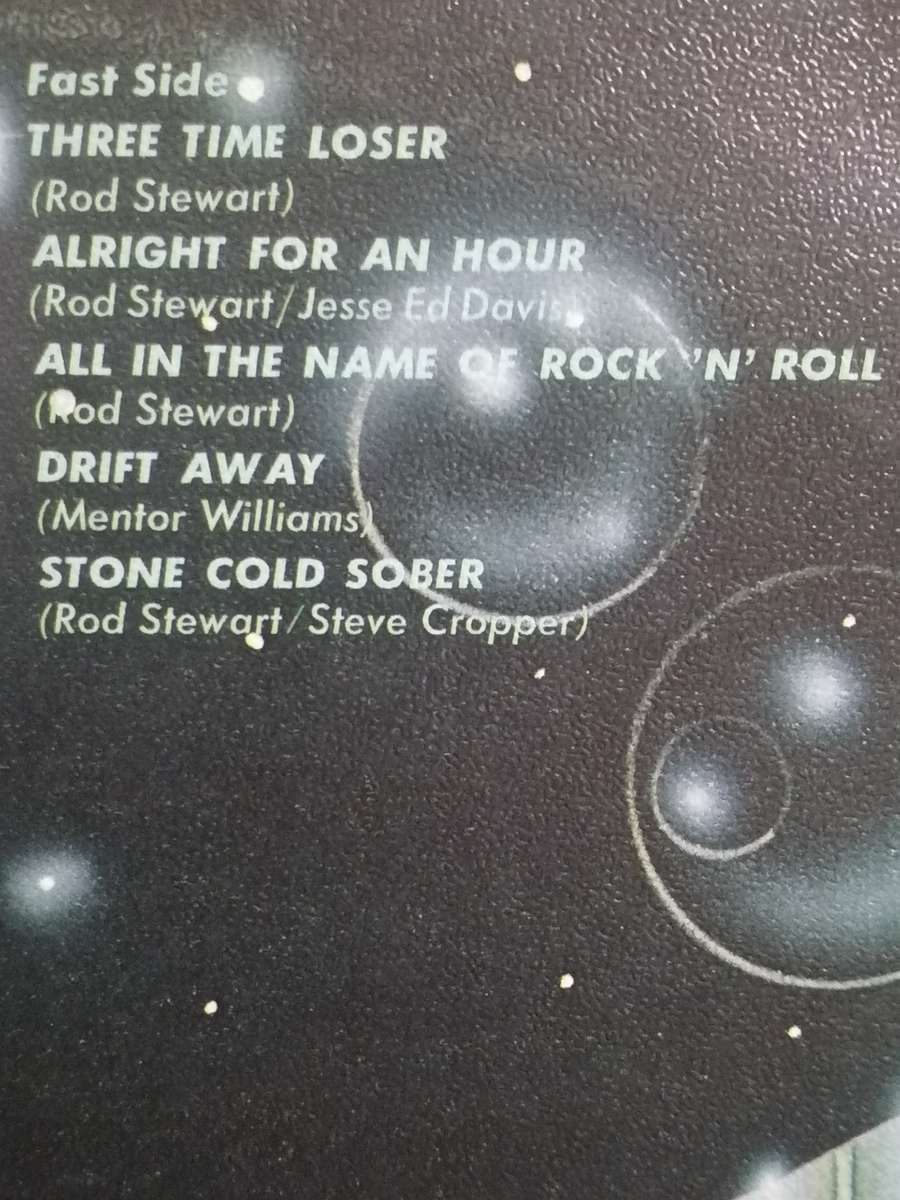 Fast Side
THREE TIME LOSER
(Rod Stewart)
ALRIGHT FOR AN HOUR
(Rod Stewart/Jesse Ed Davis)
ALL IN THE NAME OF ROCK 'N' ROLL
(Rod Stewart)
DRIFT AWAY
(Mentor Williams)
STONE COLD SOBER
(Rod Stewart/Steve Cropper)